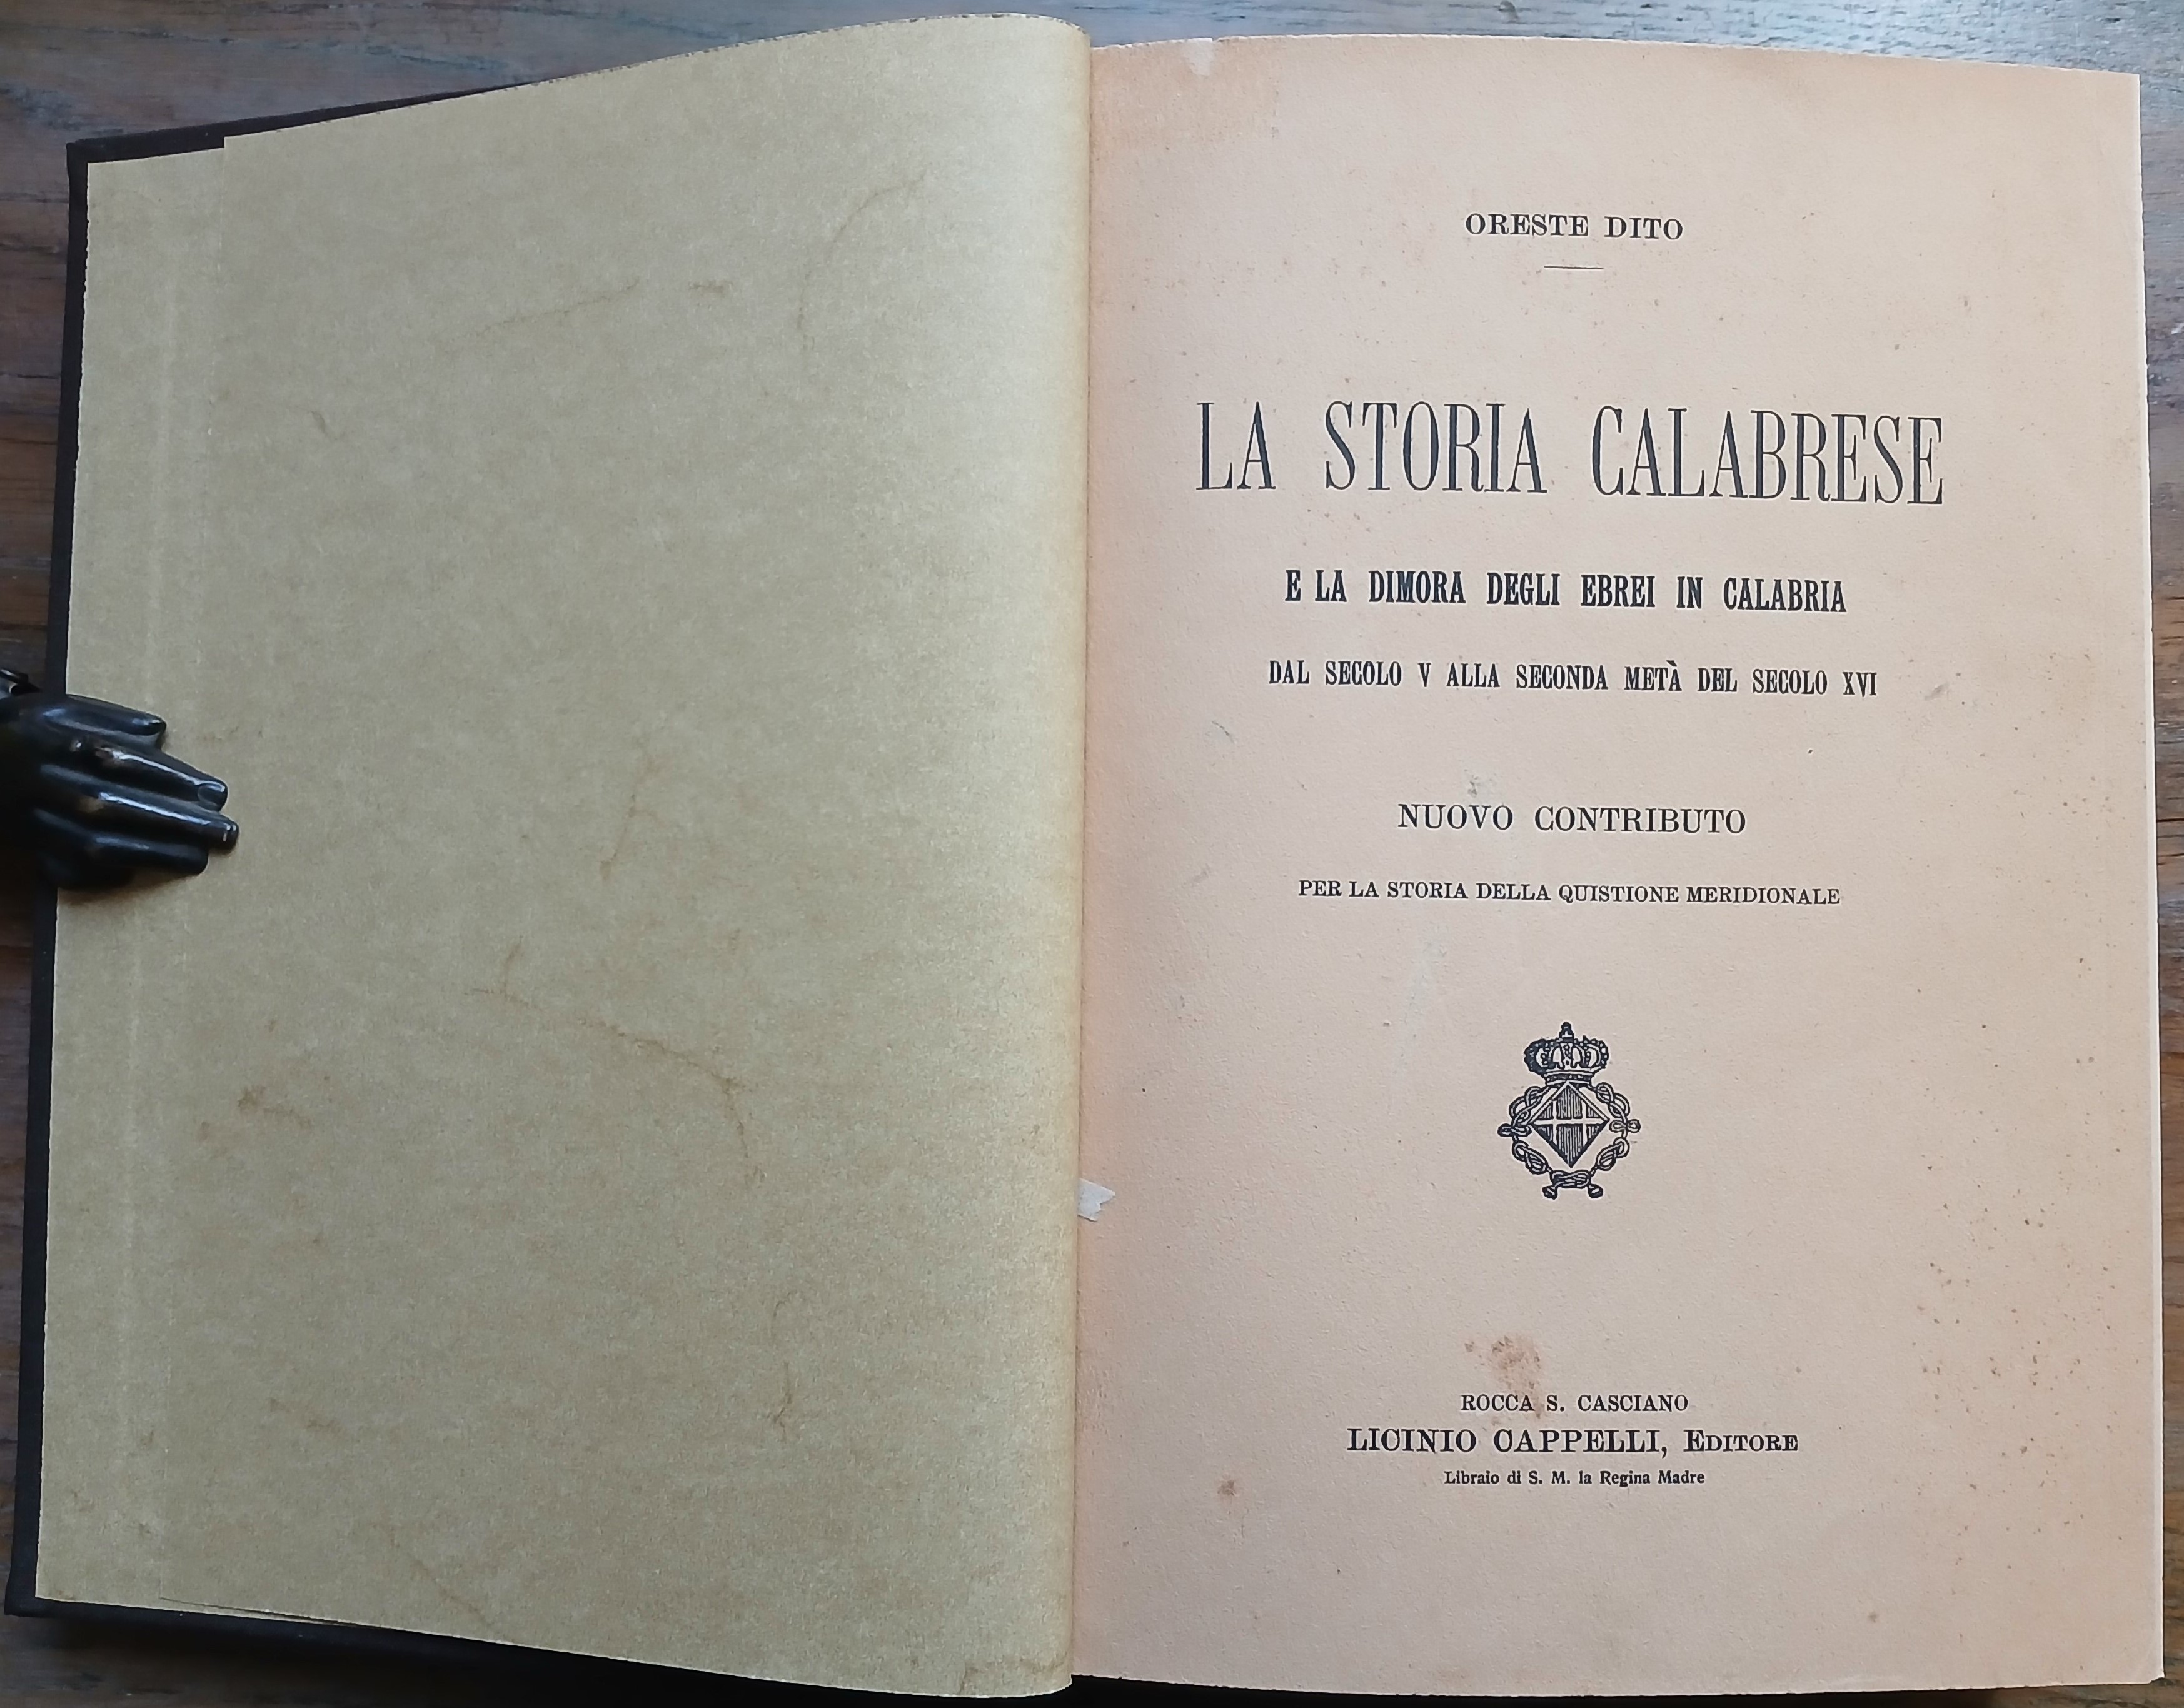 ORESTE DITO
LA STORIA CALABRESE
E LA DIMORA DEGLI EBREI IN CALABRIA
DAL SECOLO V ALLA SECONDA METÀ DEL SECOLO XVI
NUOVO CONTRIBUTO
PER LA STORIA DELLA QUISTIONE MERIDIONALE
ROCCA S. CASCIANO
LICINIO CAPPELLI, EDITORE
Libraio di S. M. la Regina Madre